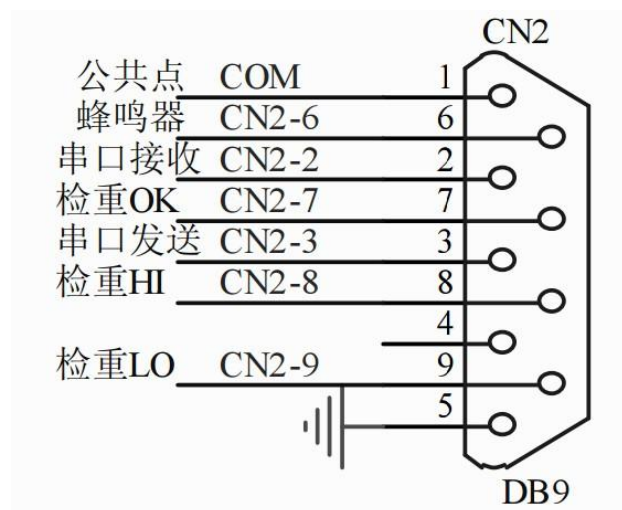 CN2
公共点 COM 1
蜂鸣器 CN2-6 6
串口接收 CN2-2 2
检重OK CN2-7 7
串口发送 CN2-3 3
检重HI CN2-8 8
4
检重LO CN2-9 9
5
DB9